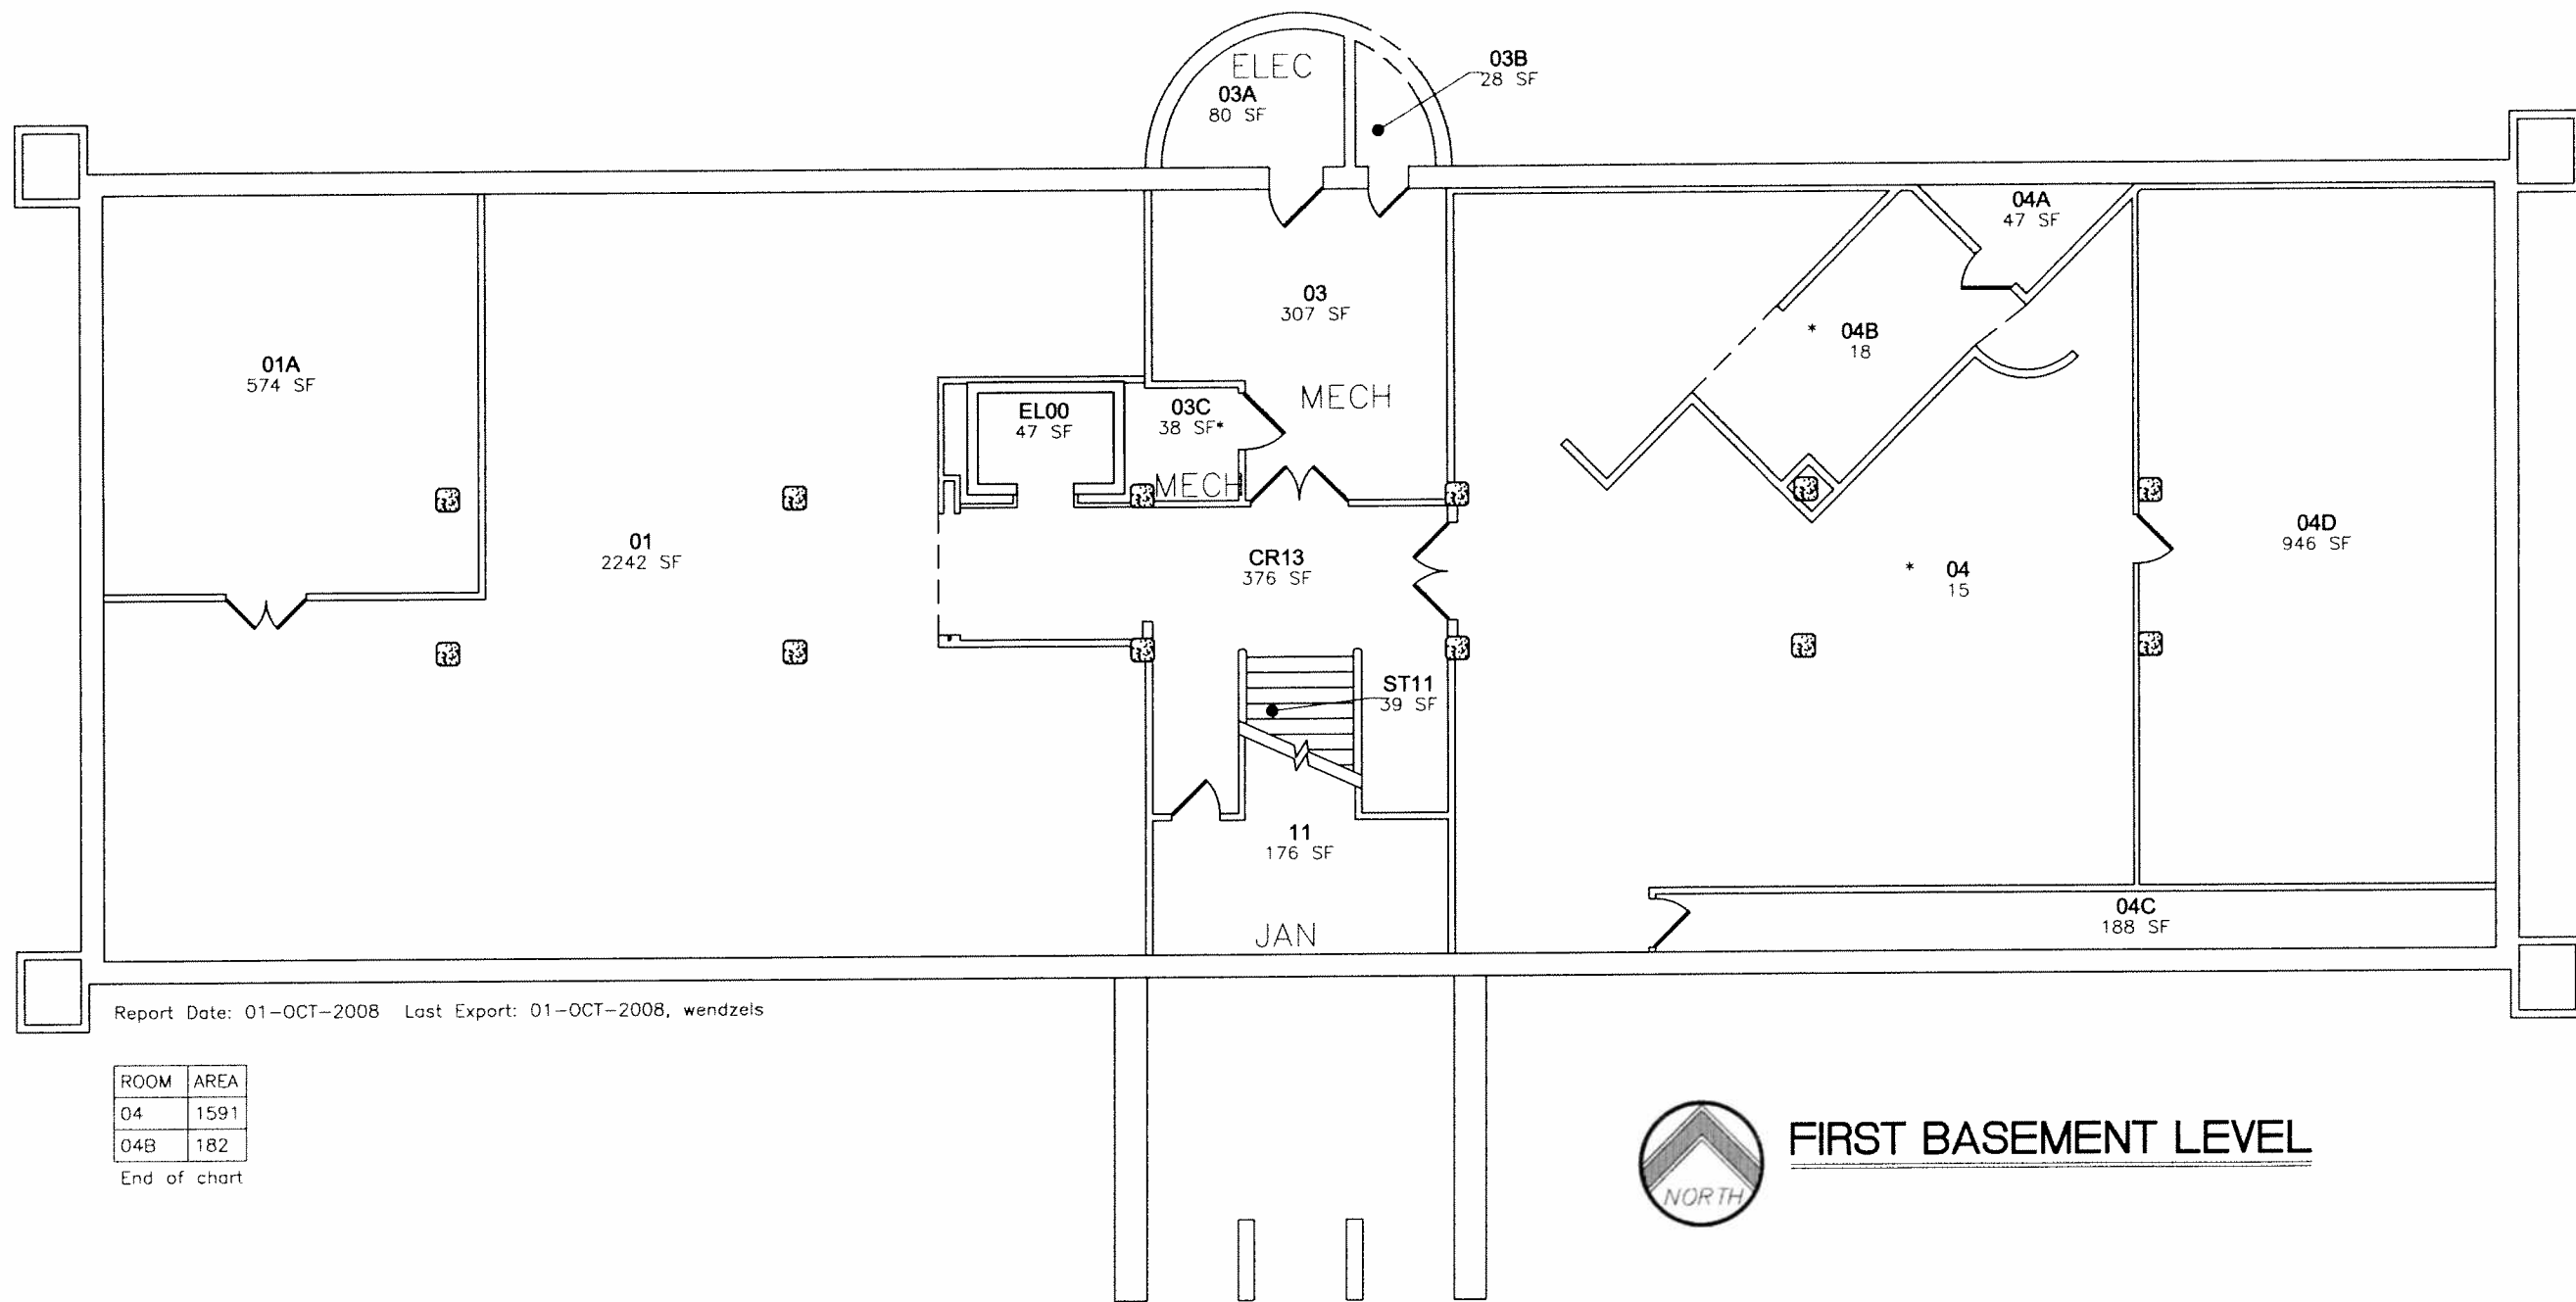 ELEC
03A
80 SF
03B
28 SF
04A
47 SF
03
307 SF
* 04B
18
01A
574 SF
MECH
EL00
47 SF
03C
38 SF*
MECH
01
2242 SF
CR13
376 SF
* 04
15
04D
946 SF
ST11
39 SF
11
176 SF
JAN
04C
188 SF
Report Date: 01-OCT-2008 Last Export: 01-OCT-2008, wendzels
ROOM AREA
04 1591
04B 182
End of chart
NORTH
FIRST BASEMENT LEVEL